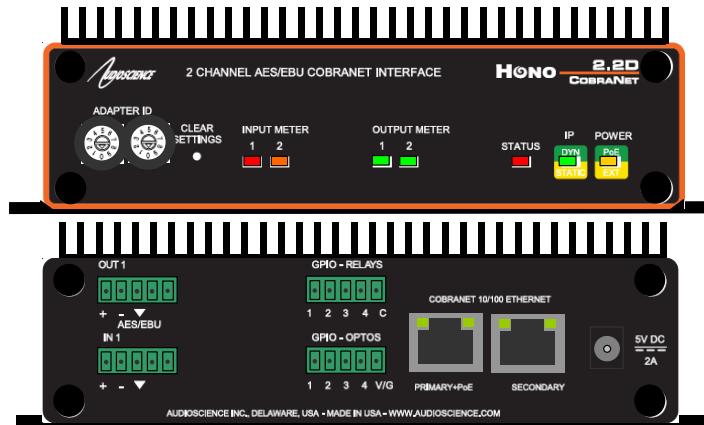 AUDIOSCIENCE
2 CHANNEL AES/EBU COBRANET INTERFACE
HONO 2.2D
COBRANET
ADAPTER ID
CLEAR
SETTINGS
INPUT METER
1 2
OUTPUT METER
1 2
STATUS
IP
DYN
STATIC
POWER
PoE
EXT
OUT 1
+ -
AES/EBU
IN 1
+ -
GPIO - RELAYS
1 2 3 4 C
GPIO - OPTOS
1 2 3 4 V/G
COBRANET 10/100 ETHERNET
PRIMARY+PoE
SECONDARY
5V DC
2A
AUDIOSCIENCE INC., DELAWARE, USA - MADE IN USA - WWW.AUDIOSCIENCE.COM